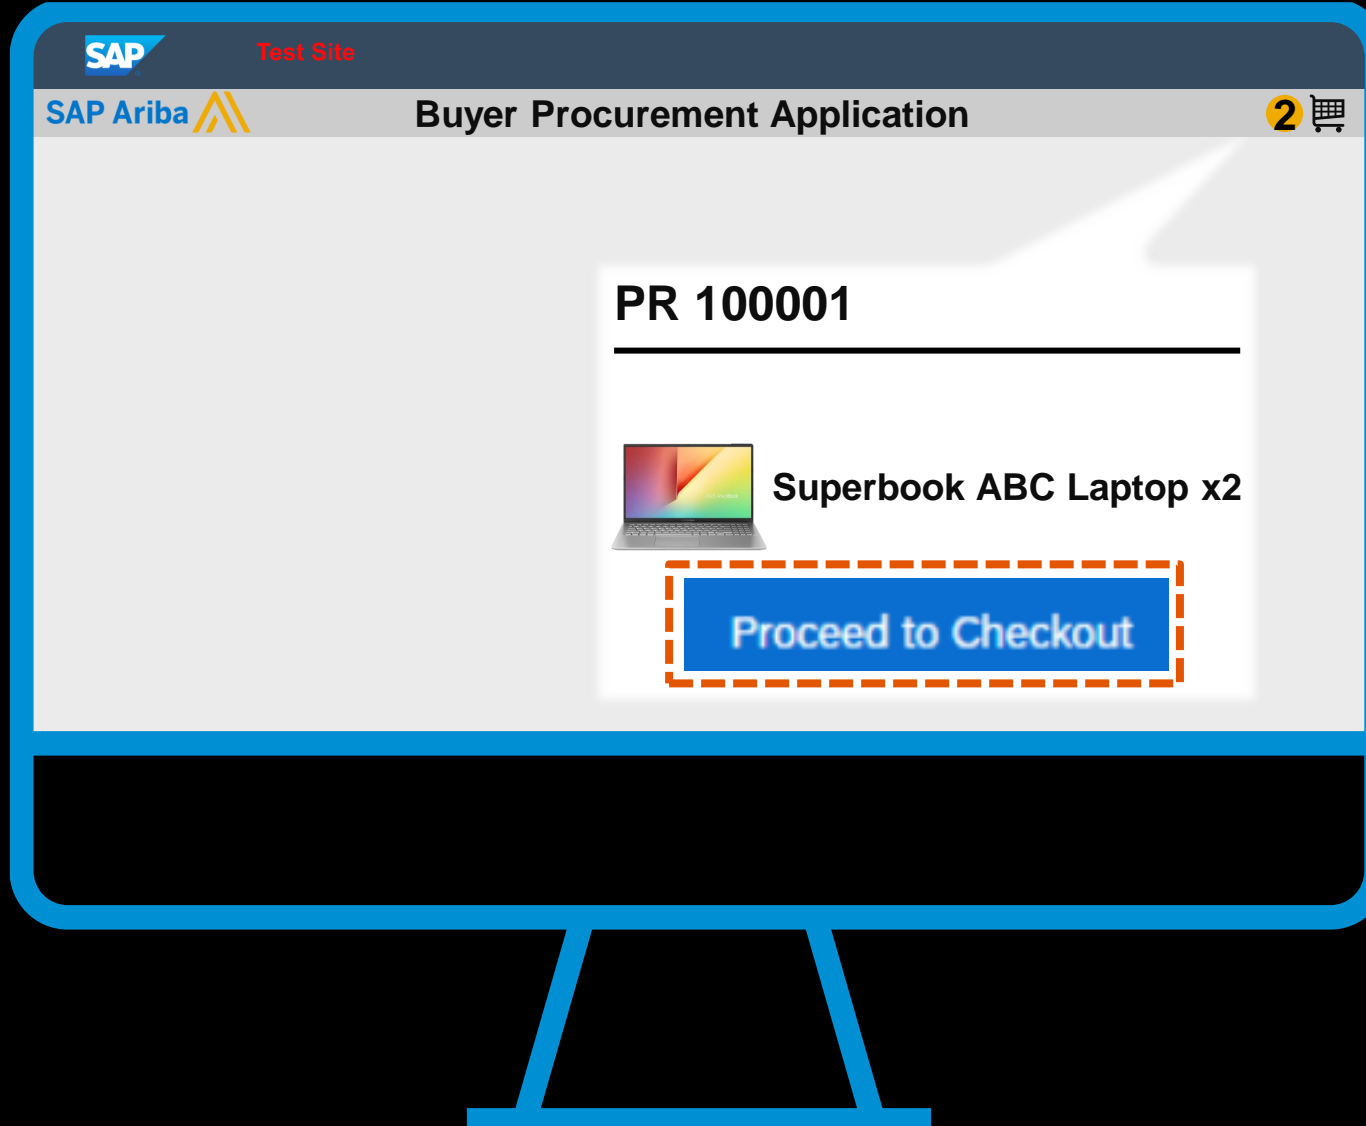 SAP
Test Site
SAP Ariba
Buyer Procurement Application
2
PR 100001
Superbook ABC Laptop x2
Proceed to Checkout